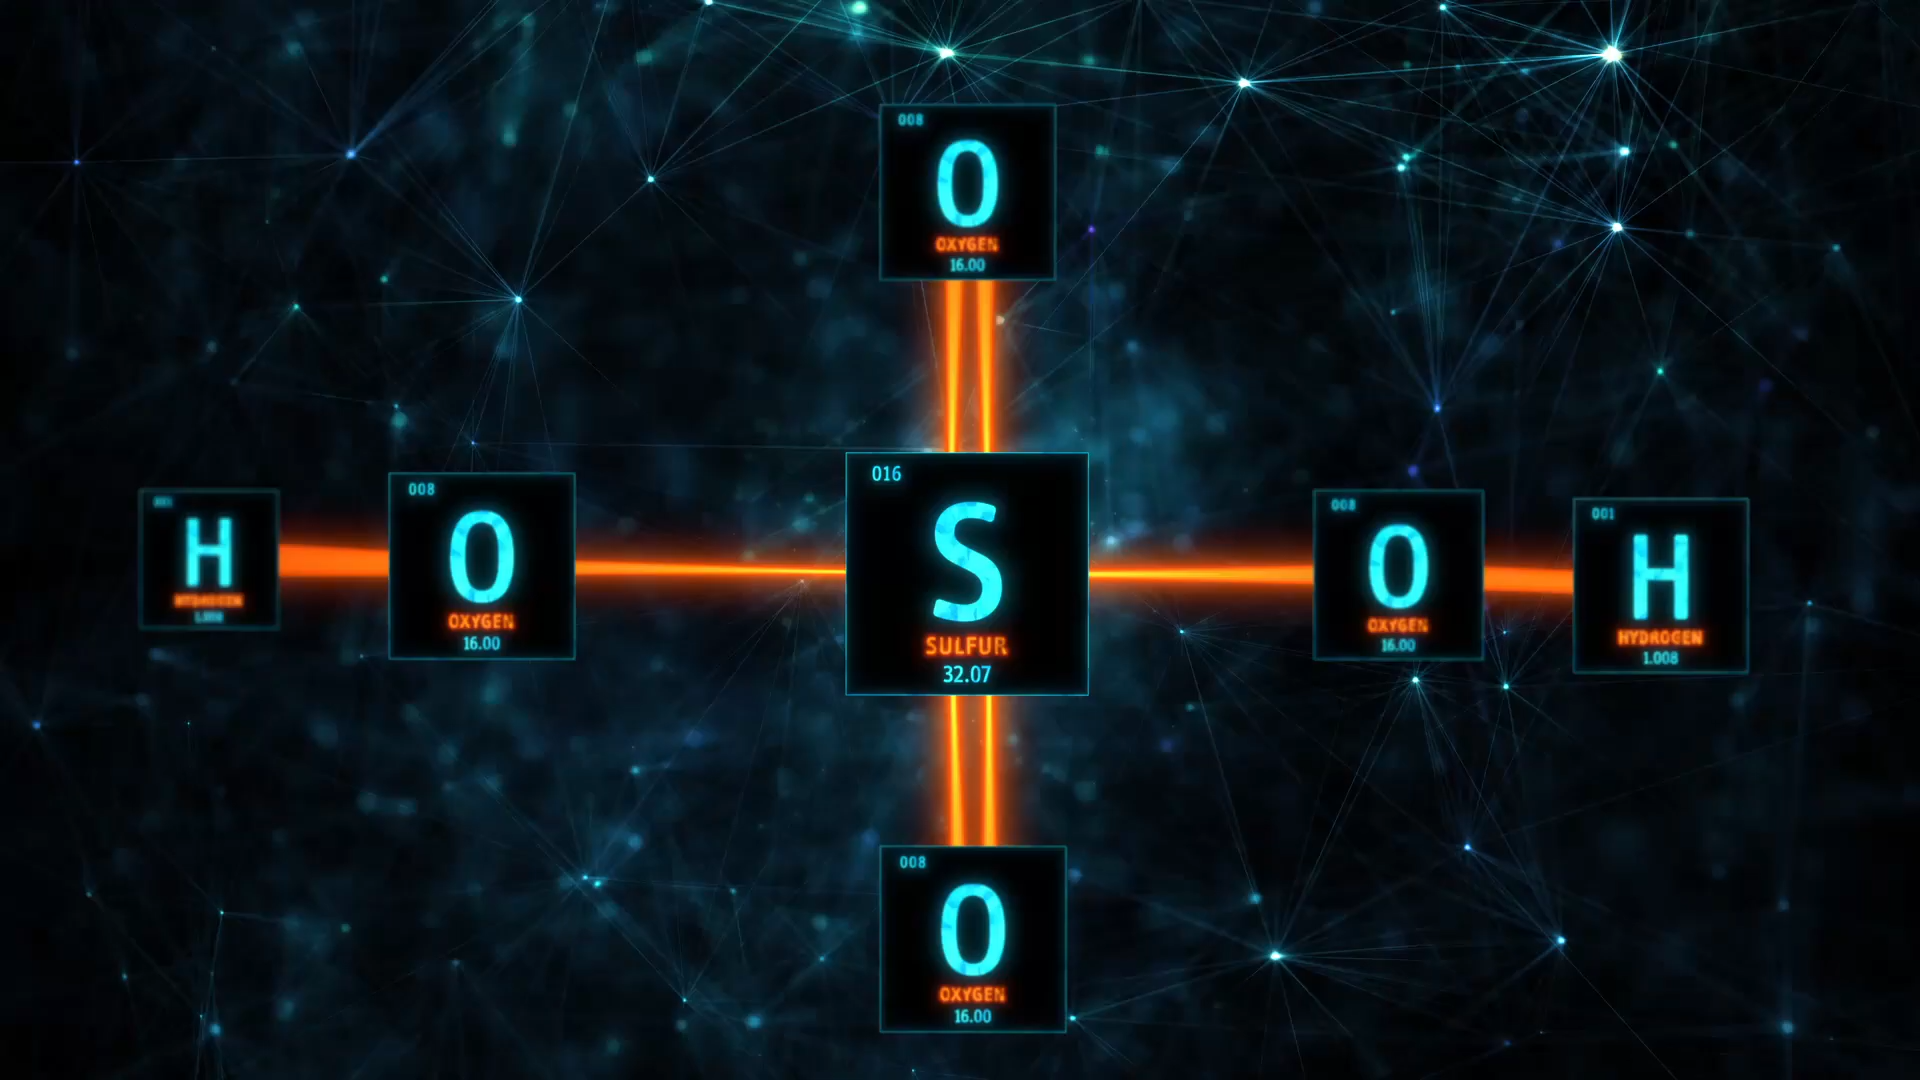 008
O
OXYGEN
16.00
H
HYDROGEN
008
O
OXYGEN
16.00
016
S
SULFUR
32.07
008
O
OXYGEN
16.00
001
H
HYDROGEN
1.008
008
O
OXYGEN
16.00